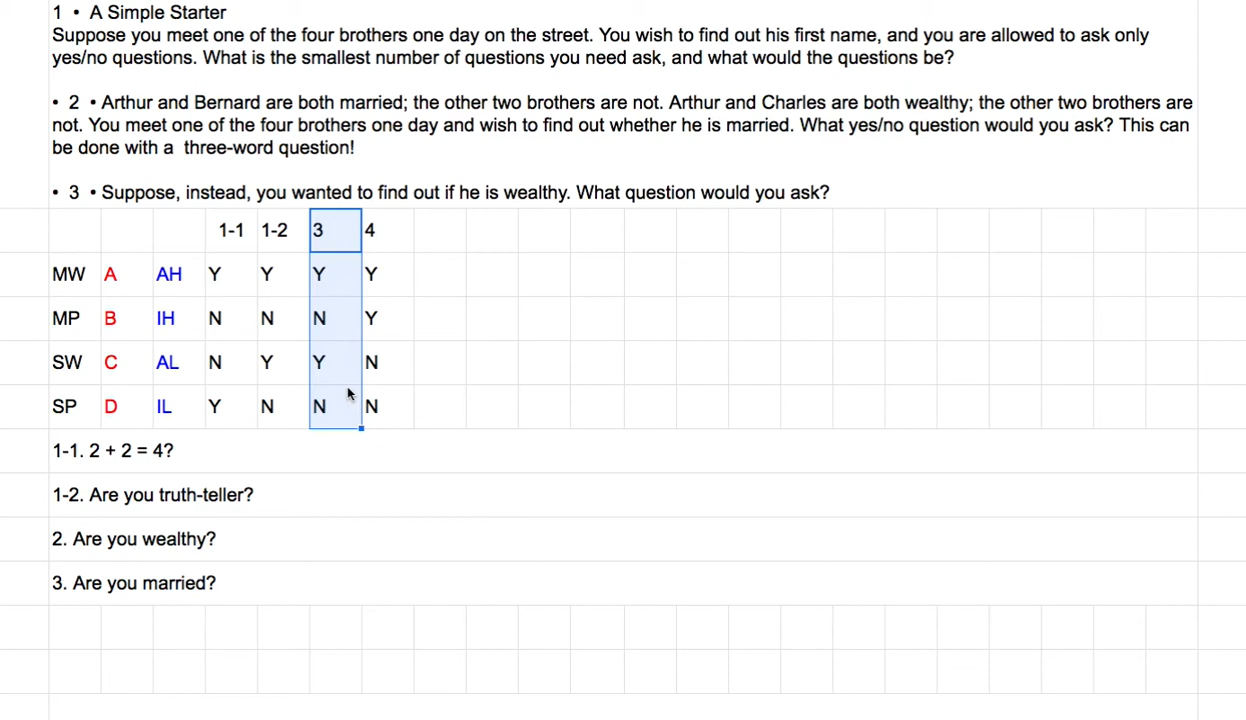 1 • A Simple Starter
Suppose you meet one of the four brothers one day on the street. You wish to find out his first name, and you are allowed to ask only
yes/no questions. What is the smallest number of questions you need ask, and what would the questions be?
• 2 • Arthur and Bernard are both married; the other two brothers are not. Arthur and Charles are both wealthy; the other two brothers are
not. You meet one of the four brothers one day and wish to find out whether he is married. What yes/no question would you ask? This can
be done with a three-word question!
• 3 • Suppose, instead, you wanted to find out if he is wealthy. What question would you ask?
1-1 1-2 3 4
MW A AH Y Y Y Y
MP B IH N N N Y
SW C AL N Y Y N
SP D IL Y N N N
1-1. 2 + 2 = 4?
1-2. Are you truth-teller?
2. Are you wealthy?
3. Are you married?